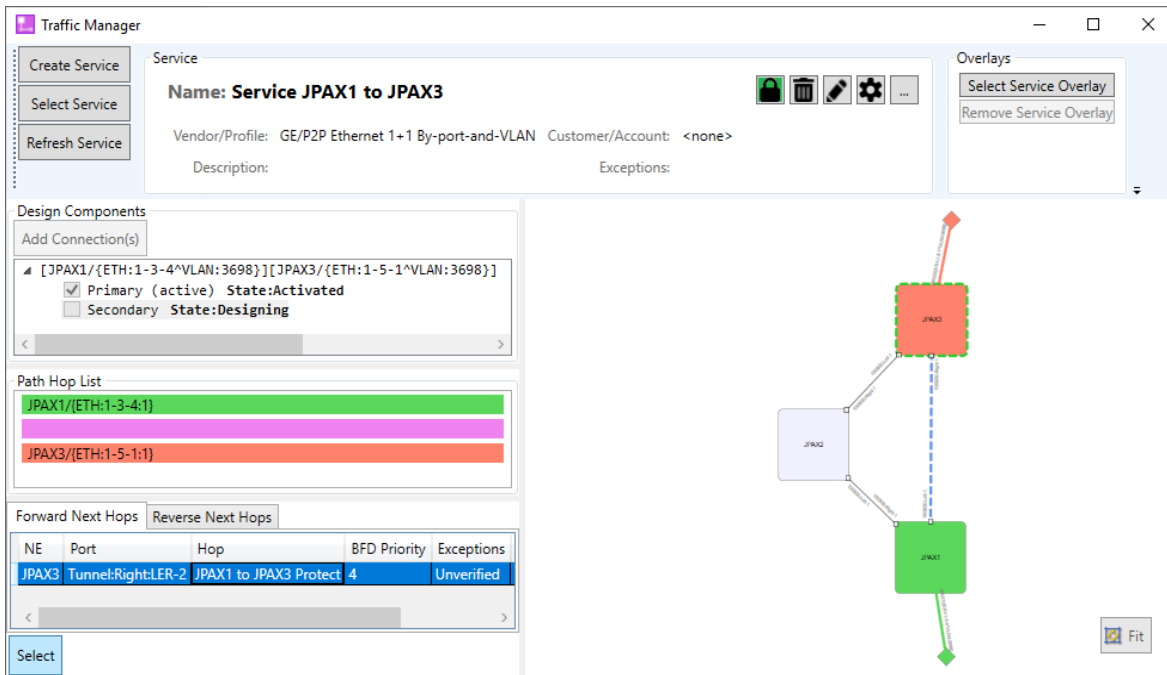 Traffic Manager
Create Service
Select Service
Refresh Service
Service
Name: Service JPAX1 to JPAX3
...
Vendor/Profile: GE/P2P Ethernet 1+1 By-port-and-VLAN Customer/Account: <none>
Description: Exceptions:
Overlays
Select Service Overlay
Remove Service Overlay
Design Components
Add Connection(s)
[JPAX1/{ETH:1-3-4^VLAN:3698}][JPAX3/{ETH:1-5-1^VLAN:3698}]
Primary (active) State:Activated
Secondary State:Designing
Path Hop List
JPAX1/{ETH:1-3-4:1}
JPAX3/{ETH:1-5-1:1}
Forward Next Hops Reverse Next Hops
NE Port Hop BFD Priority Exceptions
JPAX3 Tunnel:Right:LER-2 JPAX1 to JPAX3 Protect 4 Unverified
Select
JPAX3
JPAX2
JPAX1
Fit